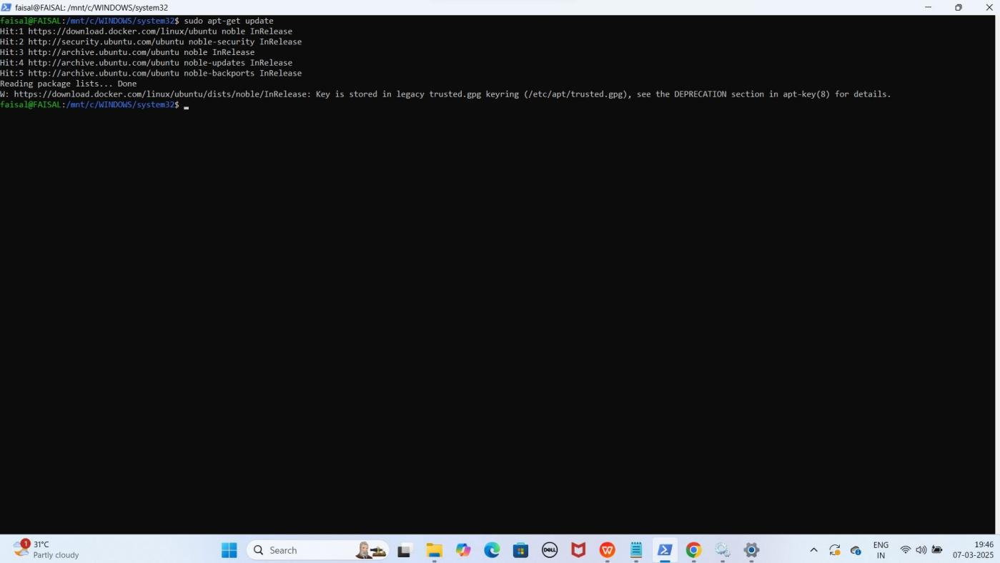 faisal@FAISAL: /mnt/c/WINDOWS/system32
faisal@FAISAL:/mnt/c/WINDOWS/system32$ sudo apt-get update
Hit:1 https://download.docker.com/linux/ubuntu noble InRelease
Hit:2 http://security.ubuntu.com/ubuntu noble-security InRelease
Hit:3 http://archive.ubuntu.com/ubuntu noble InRelease
Hit:4 http://archive.ubuntu.com/ubuntu noble-updates InRelease
Hit:5 http://archive.ubuntu.com/ubuntu noble-backports InRelease
Reading package lists... Done
W: https://download.docker.com/linux/ubuntu/dists/noble/InRelease: Key is stored in legacy trusted.gpg keyring (/etc/apt/trusted.gpg), see the DEPRECATION section in apt-key(8) for details.
faisal@FAISAL:/mnt/c/WINDOWS/system32$
1
31°C
Partly cloudy
Search
DELL
W
ENG
IN
19:46
07-03-2025